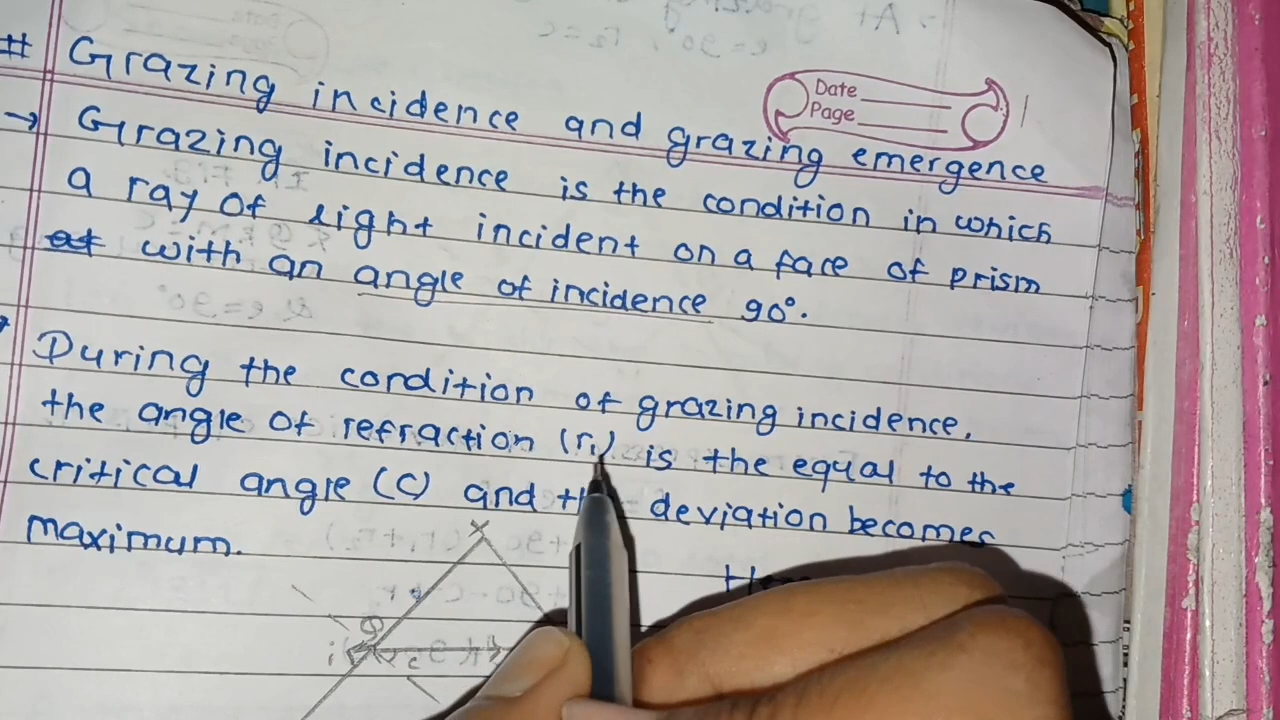 Date
Page
# Grazing incidence and grazing emergence
→ Grazing incidence is the condition in which
a ray of light incident on a face of prism
at with an angle of incidence 90°.
During the condition of grazing incidence.
the angle of refraction (r₁) is the equal to the
critical angle (C) and deviation becomes
maximum.